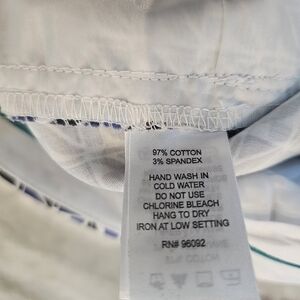 97% COTTON
3% SPANDEX
HAND WASH IN
COLD WATER
DO NOT USE
CHLORINE BLEACH
HANG TO DRY
IRON AT LOW SETTING
RN# 96092